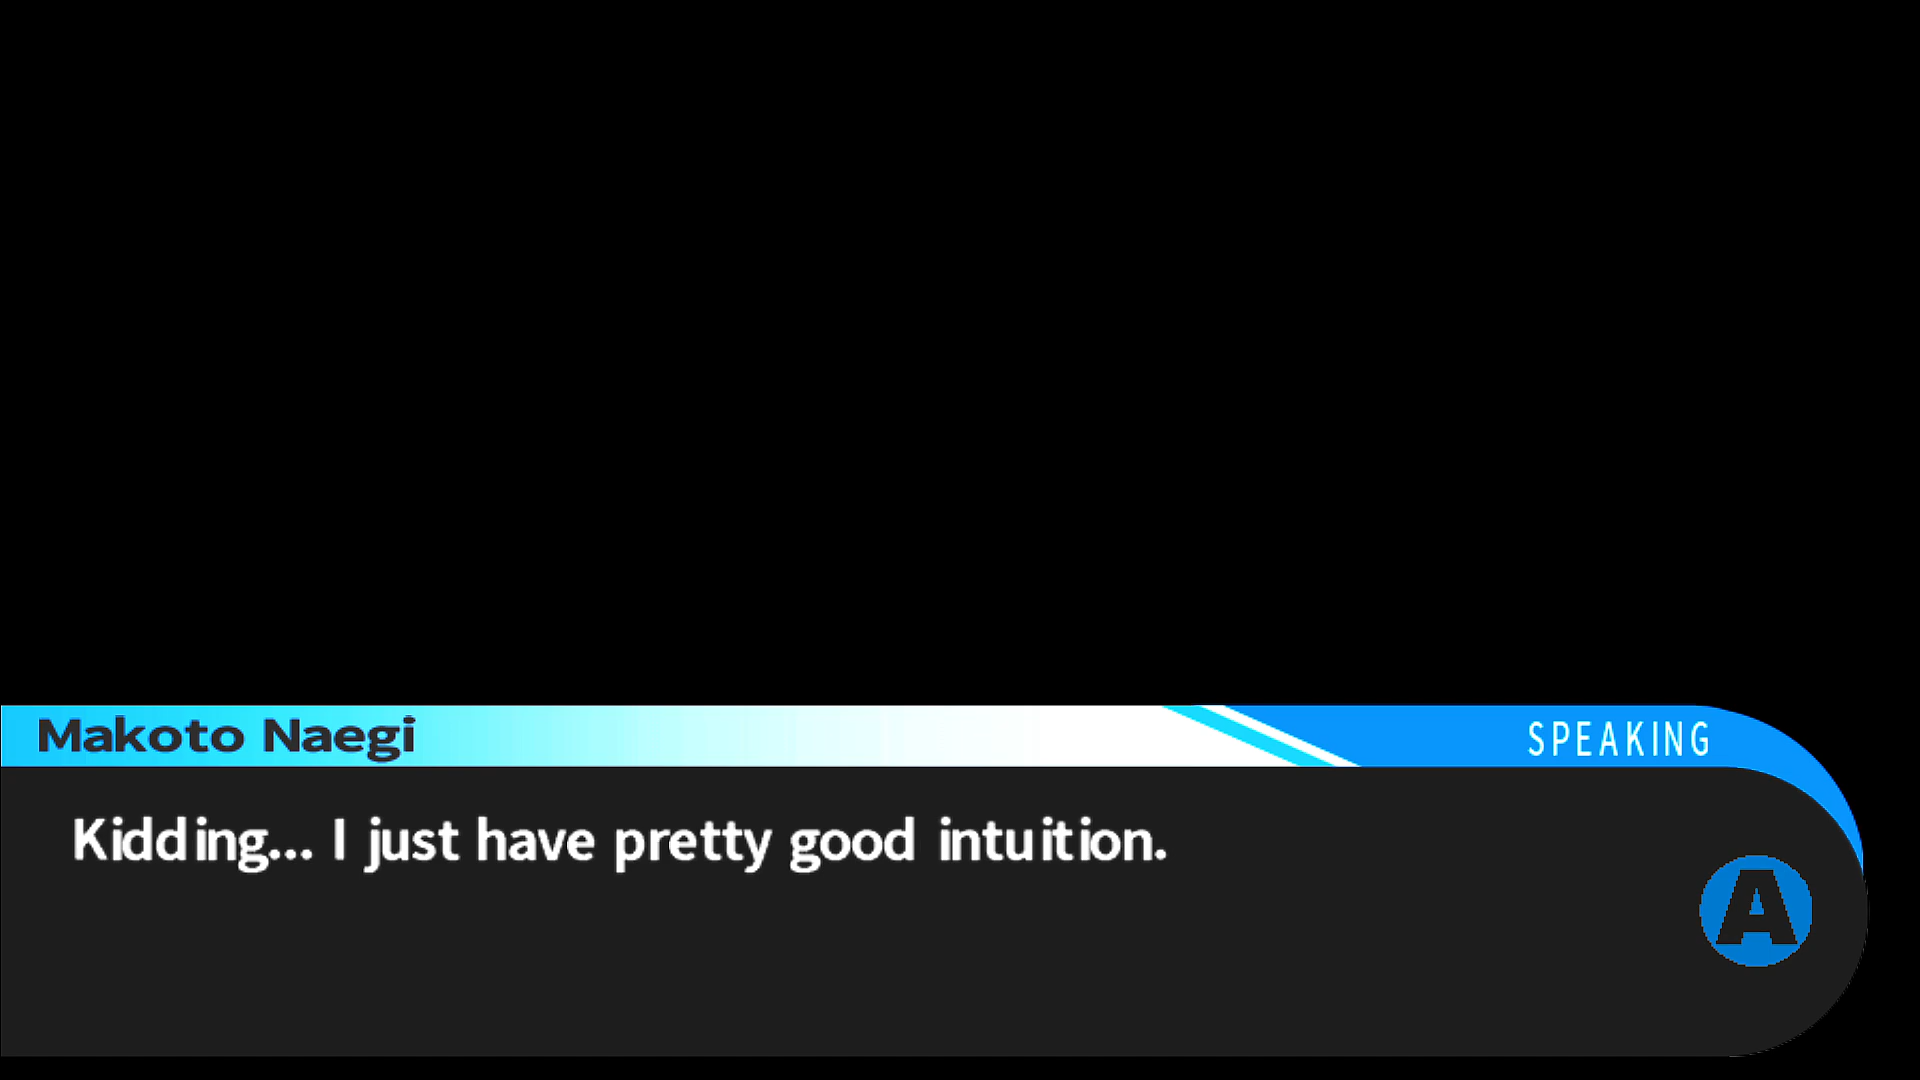 Makoto Naegi
SPEAKING
Kidding... I just have pretty good intuition.
A